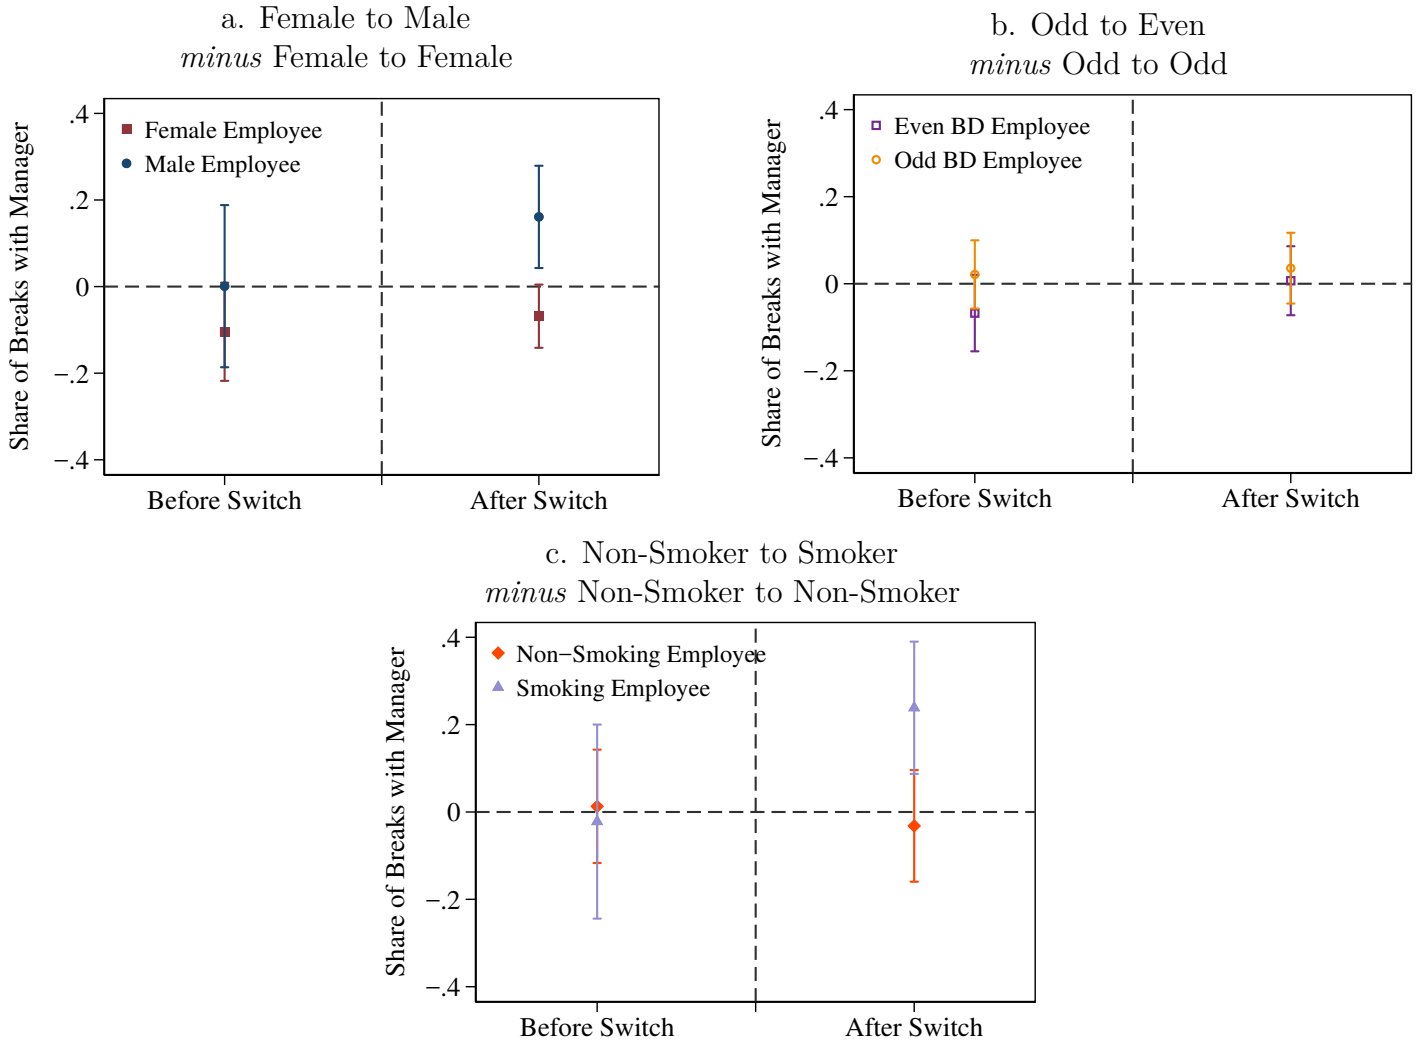 a. Female to Male
minus Female to Female
Share of Breaks with Manager
.4
.2
0
−.2
−.4
Female Employee
Male Employee
Before Switch
After Switch
b. Odd to Even
minus Odd to Odd
Share of Breaks with Manager
.4
.2
0
−.2
−.4
Even BD Employee
Odd BD Employee
Before Switch
After Switch
c. Non-Smoker to Smoker
minus Non-Smoker to Non-Smoker
Share of Breaks with Manager
.4
.2
0
−.2
−.4
Non−Smoking Employee
Smoking Employee
Before Switch
After Switch